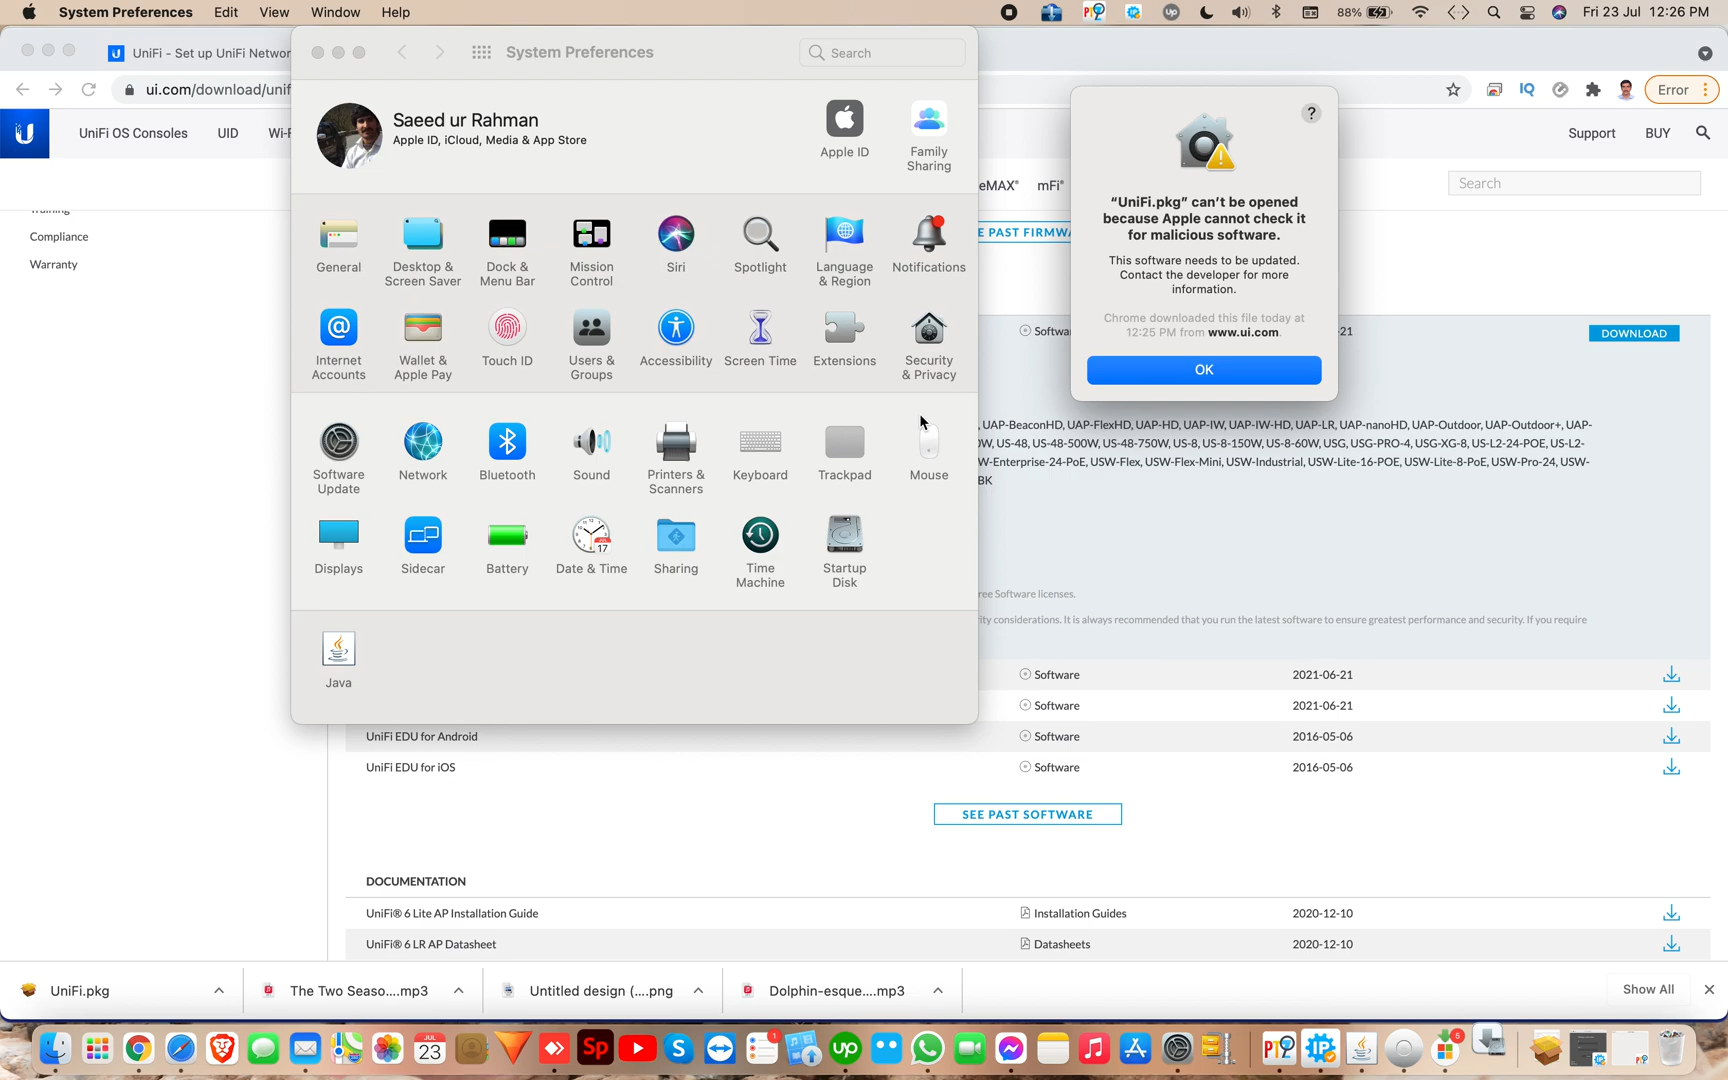 System Preferences Edit View Window Help
UP 88% Fri 23 Jul 12:26 PM
UniFi - Set up UniFi Networ
ui.com/download/unif
IQ Error
UniFi OS Consoles UID Wi-F
Support BUY
eMAX® mFi®
Search
Compliance
Warranty
E PAST FIRMWA
System Preferences
Search
Saeed ur Rahman
Apple ID, iCloud, Media & App Store
Apple ID
Family
Sharing
General
Desktop &
Screen Saver
Dock &
Menu Bar
Mission
Control
Siri
Spotlight
Language
& Region
Notifications
Internet
Accounts
Wallet &
Apple Pay
Touch ID
Users &
Groups
Accessibility
Screen Time
Extensions
Security
& Privacy
Software
Update
Network
Bluetooth
Sound
Printers &
Scanners
Keyboard
Trackpad
Mouse
Displays
Sidecar
Battery
JUL
17
Date & Time
Sharing
Time
Machine
Startup
Disk
Java
?
“UniFi.pkg” can’t be opened
because Apple cannot check it
for malicious software.
This software needs to be updated.
Contact the developer for more
information.
Chrome downloaded this file today at
12:25 PM from www.ui.com.
OK
Softwa
-21
DOWNLOAD
, UAP-BeaconHD, UAP-FlexHD, UAP-HD, UAP-IW, UAP-IW-HD, UAP-LR, UAP-nanoHD, UAP-Outdoor, UAP-Outdoor+, UAP-
0W, US-48, US-48-500W, US-48-750W, US-8, US-8-150W, US-8-60W, USG, USG-PRO-4, USG-XG-8, US-L2-24-POE, US-L2-
W-Enterprise-24-PoE, USW-Flex, USW-Flex-Mini, USW-Industrial, USW-Lite-16-POE, USW-Lite-8-PoE, USW-Pro-24, USW-
BK
ree Software licenses.
ity considerations. It is always recommended that you run the latest software to ensure greatest performance and security. If you require
Software 2021-06-21
Software 2021-06-21
UniFi EDU for Android Software 2016-05-06
UniFi EDU for iOS Software 2016-05-06
SEE PAST SOFTWARE
DOCUMENTATION
UniFi® 6 Lite AP Installation Guide Installation Guides 2020-12-10
UniFi® 6 LR AP Datasheet Datasheets 2020-12-10
UniFi.pkg The Two Seaso....mp3 Untitled design (....png Dolphin-esque....mp3 Show All
JUL
23
Sp
S
1
up
5